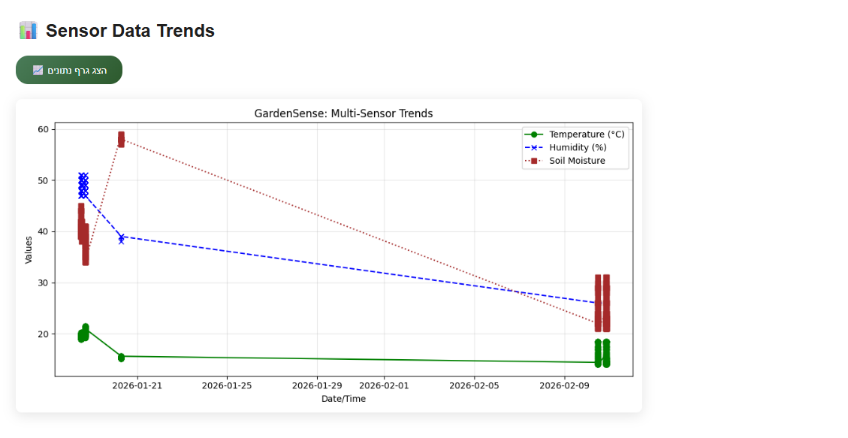 Sensor Data Trends
הצג גרף נתונים
GardenSense: Multi-Sensor Trends
Temperature (°C)
Humidity (%)
Soil Moisture
60
50
40
30
20
Values
2026-01-21 2026-01-25 2026-01-29 2026-02-01 2026-02-05 2026-02-09
Date/Time